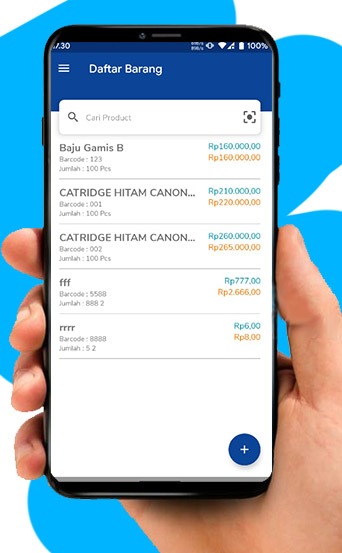 7.30 100%
Daftar Barang
Cari Product
Baju Gamis B Rp160.000,00
Barcode : 123 Rp160.000,00
Jumlah : 100 Pcs
CATRIDGE HITAM CANON... Rp210.000,00
Barcode : 001 Rp220.000,00
Jumlah : 100 Pcs
CATRIDGE HITAM CANON... Rp260.000,00
Barcode : 002 Rp265.000,00
Jumlah : 100 Pcs
fff Rp777,00
Barcode : 5588 Rp2.666,00
Jumlah : 888 2
rrrr Rp6,00
Barcode : 8888 Rp8,00
Jumlah : 5 2